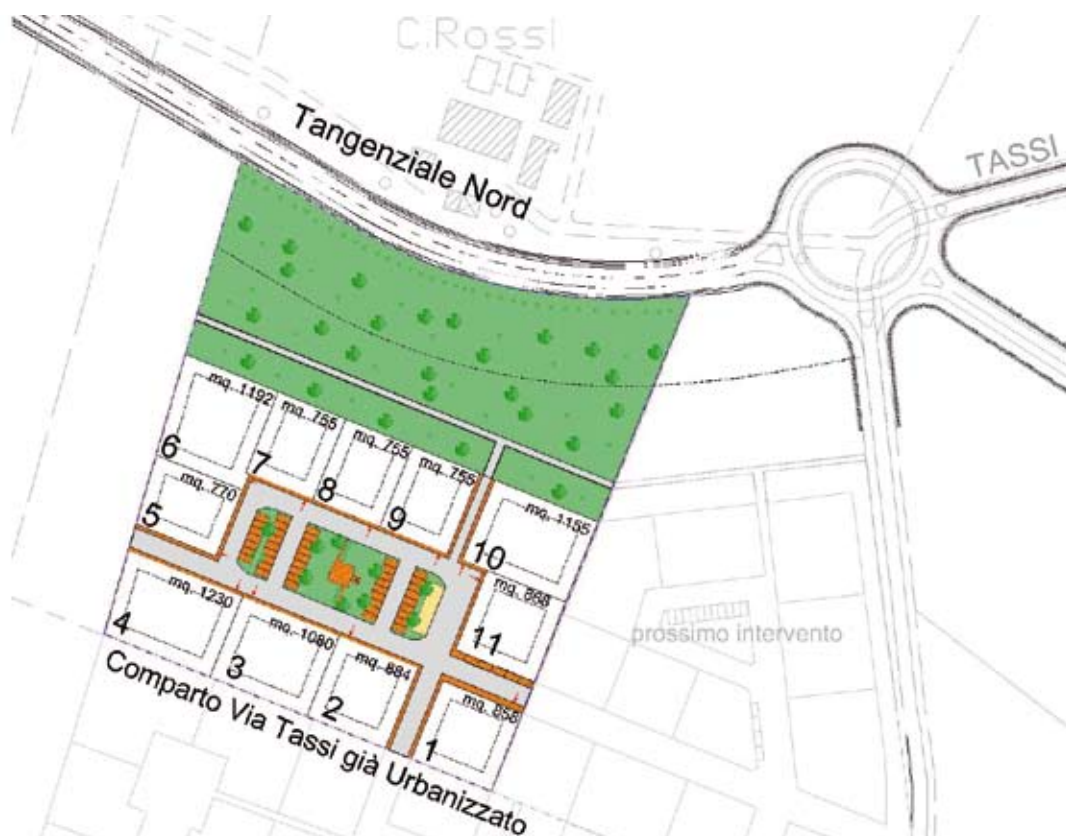 C.Rossi
Tangenziale Nord
TASSI
mq. 1192
mq. 755
mq. 755
mq. 755
6
7
8
9
mq. 770
5
mq. 1155
10
mq. 868
11
prossimo intervento
mq. 1230
4
mq. 1080
3
mq. 884
2
mq. 858
1
Comparto Via Tassi già Urbanizzato